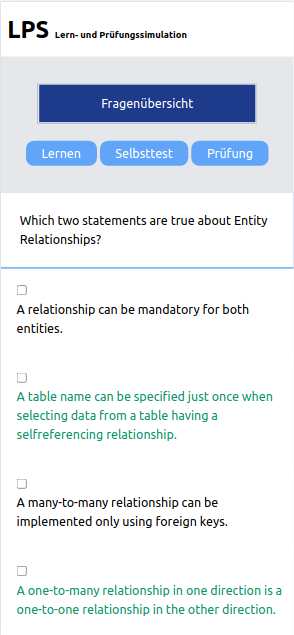 LPS Lern- und Prüfungssimulation
Fragenübersicht
Lernen Selbsttest Prüfung
Which two statements are true about Entity
Relationships?
A relationship can be mandatory for both
entities.
A table name can be specified just once when
selecting data from a table having a
selfreferencing relationship.
A many-to-many relationship can be
implemented only using foreign keys.
A one-to-many relationship in one direction is a
one-to-one relationship in the other direction.